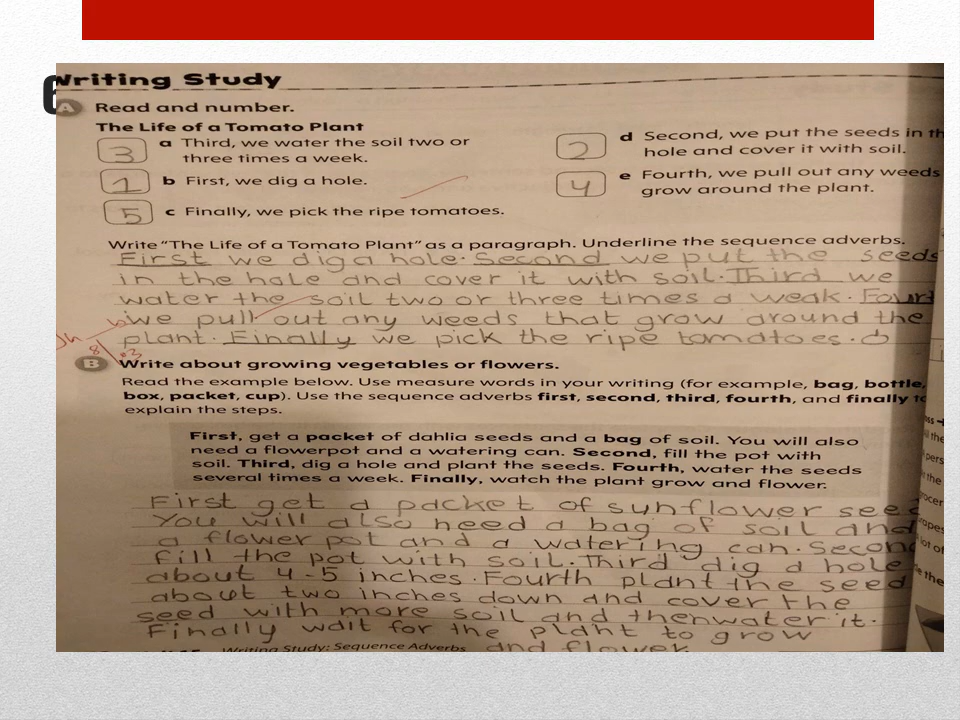 6
Writing Study
A Read and number.
The Life of a Tomato Plant
3 a Third, we water the soil two or
three times a week.
1 b First, we dig a hole.
5 c Finally, we pick the ripe tomatoes.
2 d Second, we put the seeds in th
hole and cover it with soil.
4 e Fourth, we pull out any weeds
grow around the plant.
Write "The Life of a Tomato Plant" as a paragraph. Underline the sequence adverbs.
First we dig a hole. Second we put the seeds
in the hole and cover it with soil. Third we
water the soil two or three times a weak. Four
we pull out any weeds that grow around the
plant. Finally we pick the ripe tomatoes.
B Write about growing vegetables or flowers.
Read the example below. Use measure words in your writing (for example, bag, bottle,
box, packet, cup). Use the sequence adverbs first, second, third, fourth, and finally to
explain the steps.
First, get a packet of dahlia seeds and a bag of soil. You will also
need a flowerpot and a watering can. Second, fill the pot with
soil. Third, dig a hole and plant the seeds. Fourth, water the seeds
several times a week. Finally, watch the plant grow and flower.
First get a packet of sunflower see
You will also need a bag of soil and
a flower pot and a watering can. Secon
fill the pot with soil. Third dig a hole
about 4-5 inches. Fourth plant the seed
about two inches down and cover the
seed with more soil and then water it.
Finally wait for the plant to grow
and flower.
Writing Study: Sequence Adverbs